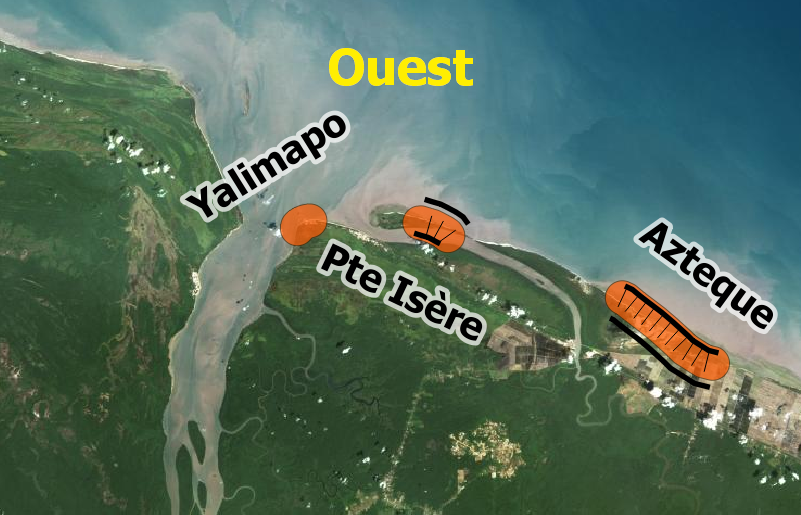 Ouest
Yalimapo
Pte Isère
Azteque